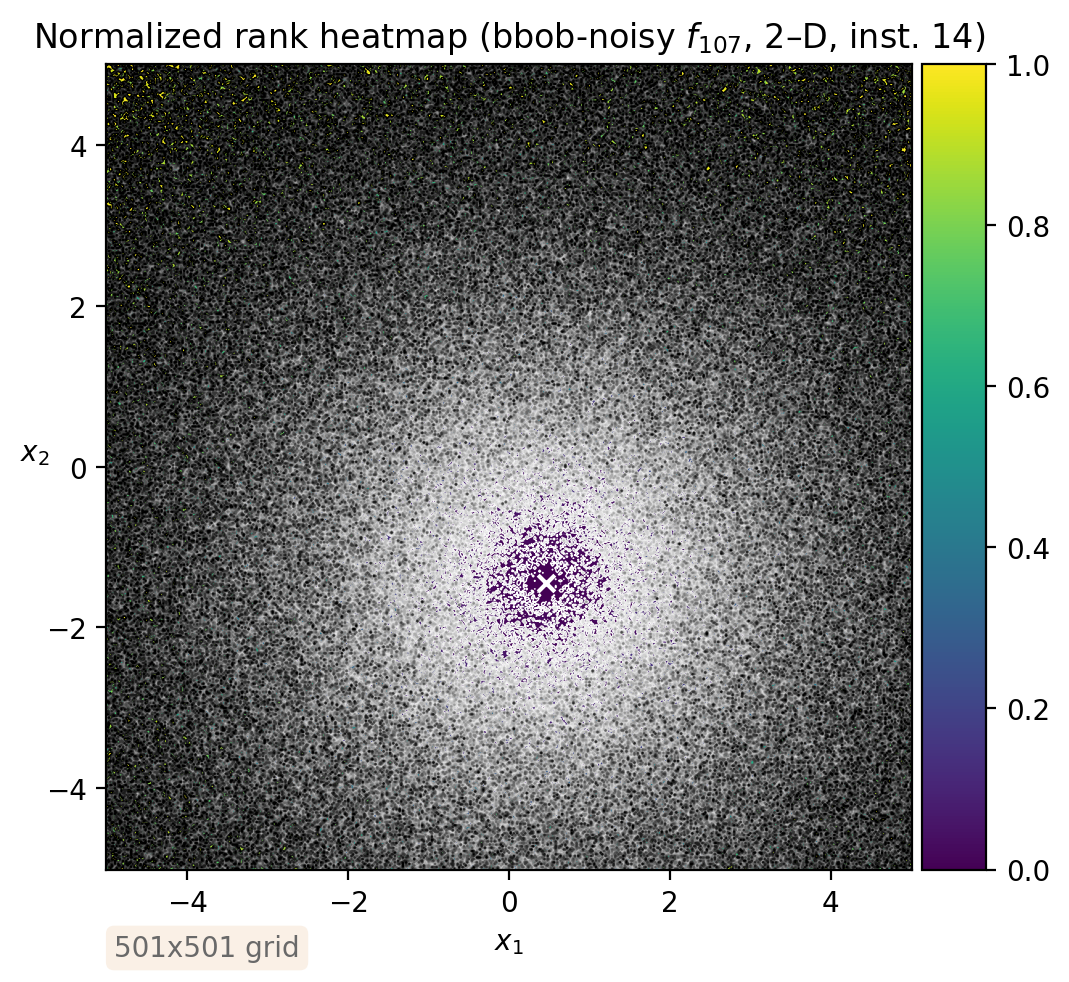 Normalized rank heatmap (bbob-noisy f107, 2–D, inst. 14)
1.0
0.8
0.6
0.4
0.2
0.0
4
2
0
−2
−4
x2
−4 −2 0 2 4
x1
501x501 grid